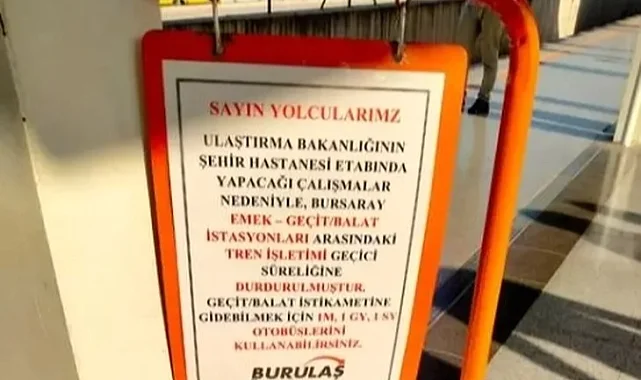 SAYIN YOLCULARIMZ
ULAŞTIRMA BAKANLIĞININ
ŞEHİR HASTANESİ ETABINDA
YAPACAĞI ÇALIŞMALAR
NEDENİYLE, BURSARAY
EMEK – GEÇİT/BALAT
İSTASYONLARI ARASINDAKİ
TREN İŞLETİMİ GEÇİCİ
SÜRELİĞİNE
DURDURULMUŞTUR.
GEÇİT/BALAT İSTİKAMETİNE
GİDEBİLMEK İÇİN 1M, 1 GY, 1 SV
OTOBÜSLERİNİ
KULLANABİLİRSİNİZ.
BURULAŞ